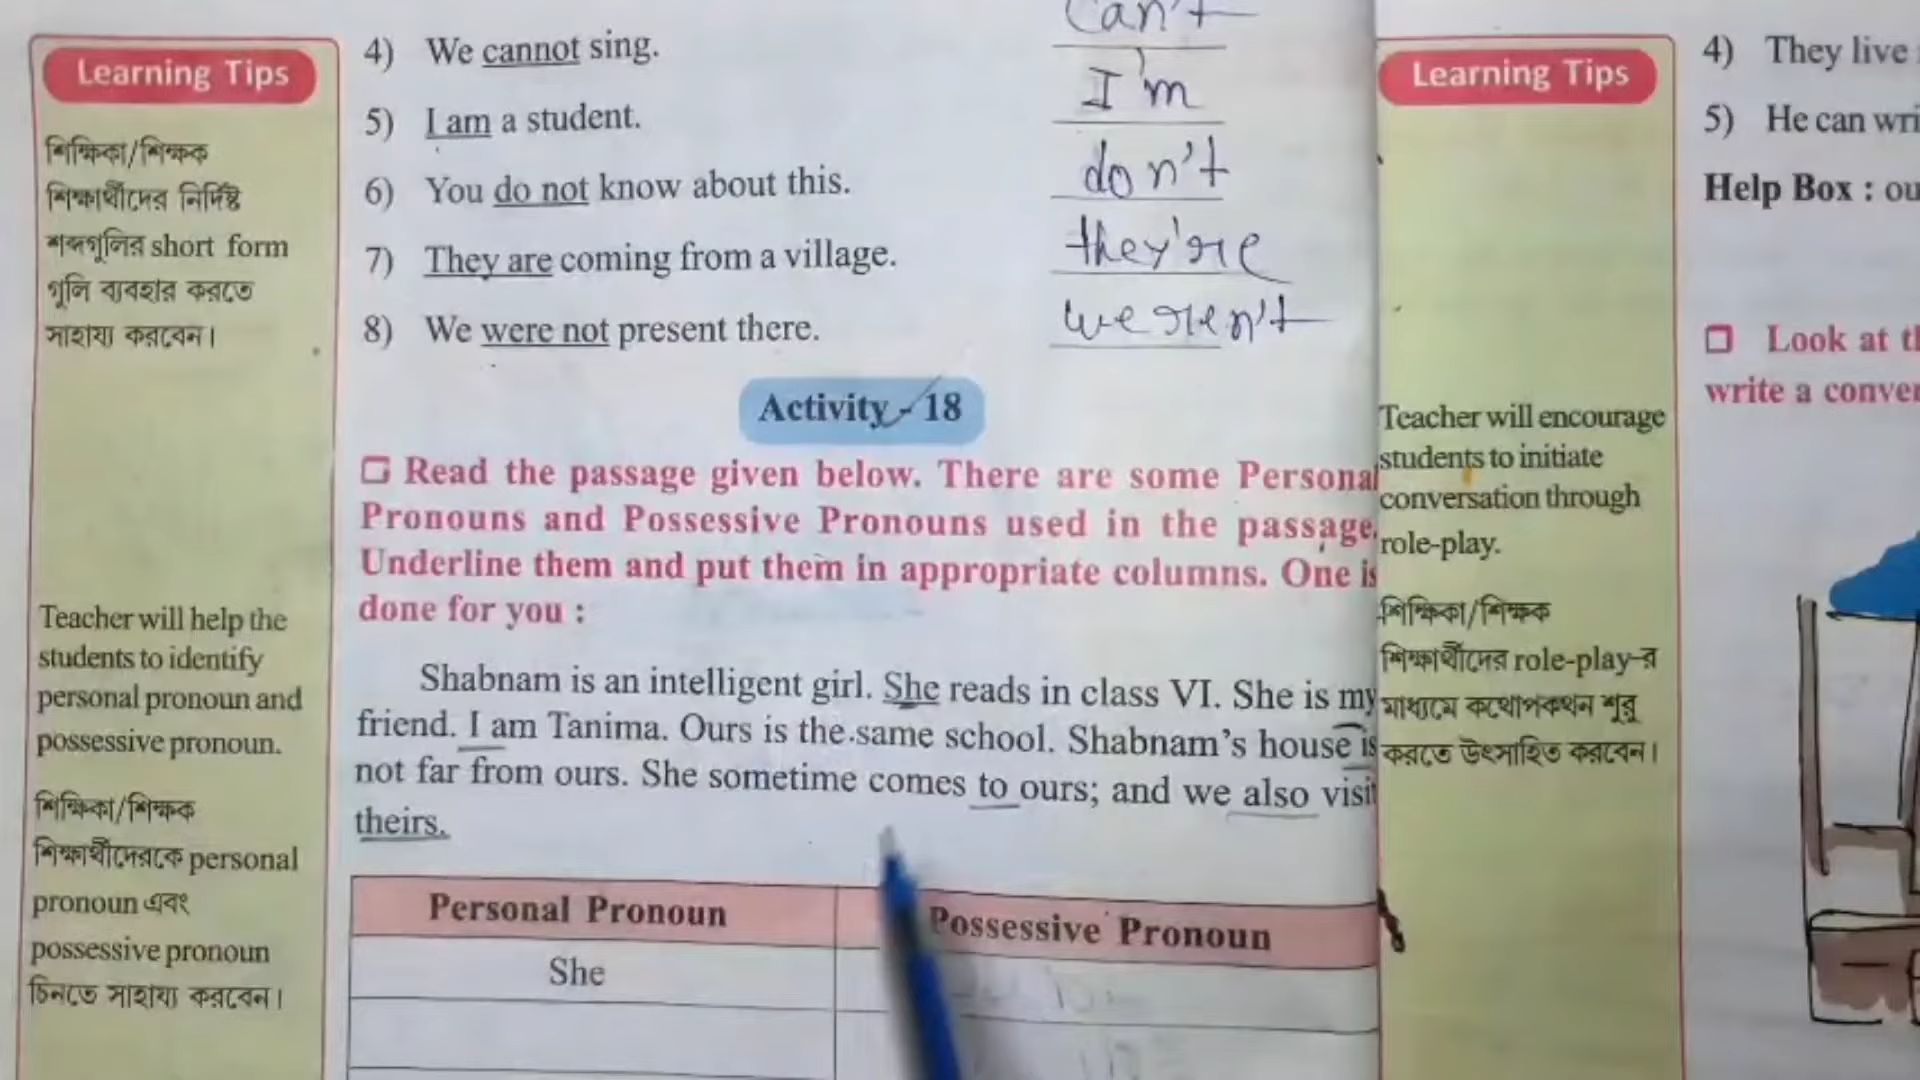 Learning Tips
শিক্ষিকা/শিক্ষক
শিক্ষার্থীদের নির্দিষ্ট
শব্দগুলির short form
গুলি ব্যবহার করতে
সাহায্য করবেন।
Teacher will help the
students to identify
personal pronoun and
possessive pronoun.
শিক্ষিকা/শিক্ষক
শিক্ষার্থীদেরকে personal
pronoun এবং
possessive pronoun
চিনতে সাহায্য করবেন।
can't
4) We cannot sing.
5) I am a student. I'm
6) You do not know about this. don't
7) They are coming from a village. they're
8) We were not present there. weren't
Activity - 18
Read the passage given below. There are some Personal
Pronouns and Possessive Pronouns used in the passage.
Underline them and put them in appropriate columns. One is
done for you :
Shabnam is an intelligent girl. She reads in class VI. She is my
friend. I am Tanima. Ours is the same school. Shabnam's house is
not far from ours. She sometime comes to ours; and we also visit
theirs.
Personal Pronoun Possessive Pronoun
She
Learning Tips
Teacher will encourage
students to initiate
conversation through
role-play.
শিক্ষিকা/শিক্ষক
শিক্ষার্থীদের role-play-র
মাধ্যমে কথোপকথন শুরু
করতে উৎসাহিত করবেন।
4) They live
5) He can wri
Help Box : ou
Look at th
write a conver